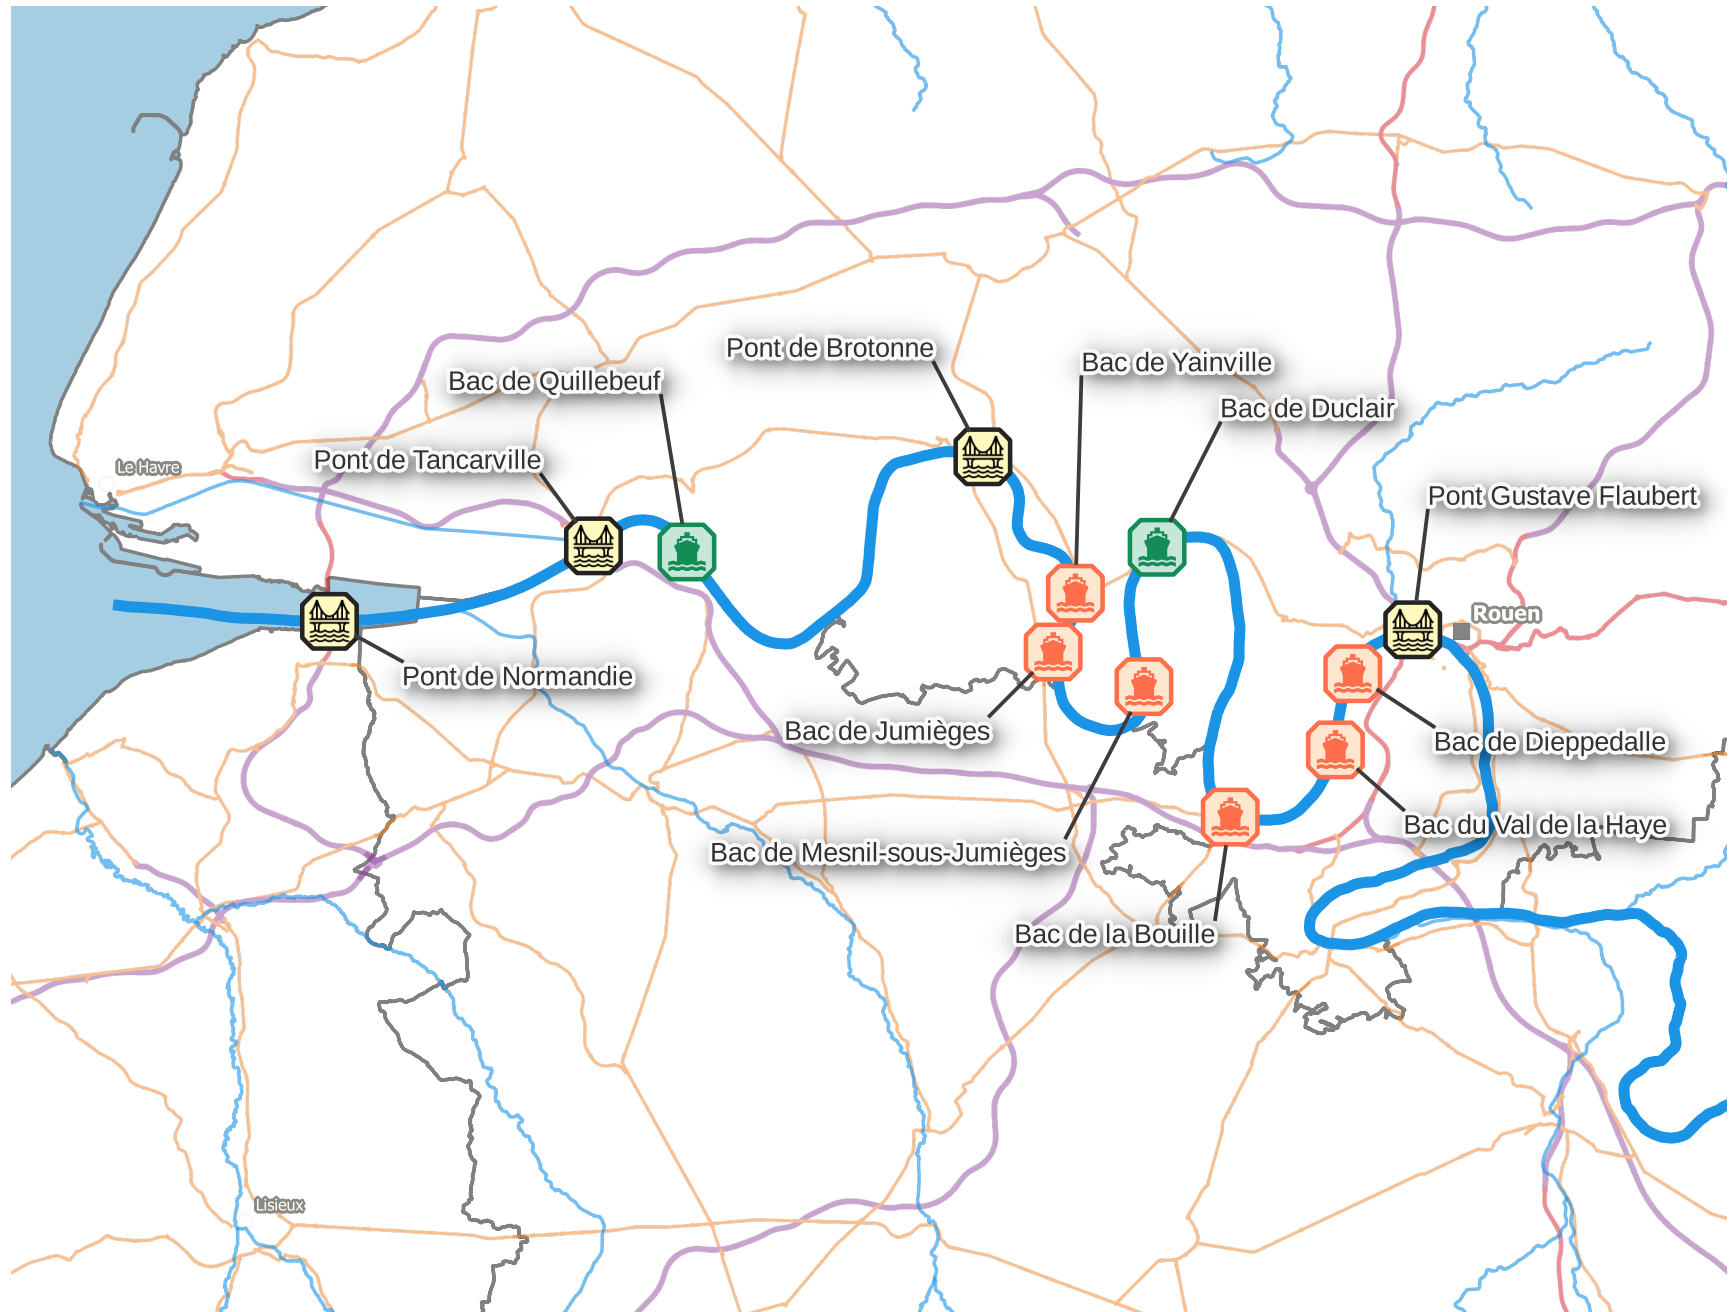 Pont de Brotonne
Bac de Yainville
Bac de Quillebeuf
Bac de Duclair
Pont de Tancarville
Le Havre
Pont Gustave Flaubert
Rouen
Pont de Normandie
Bac de Jumièges
Bac de Dieppedalle
Bac du Val de la Haye
Bac de Mesnil-sous-Jumièges
Bac de la Bouille
Lisieux